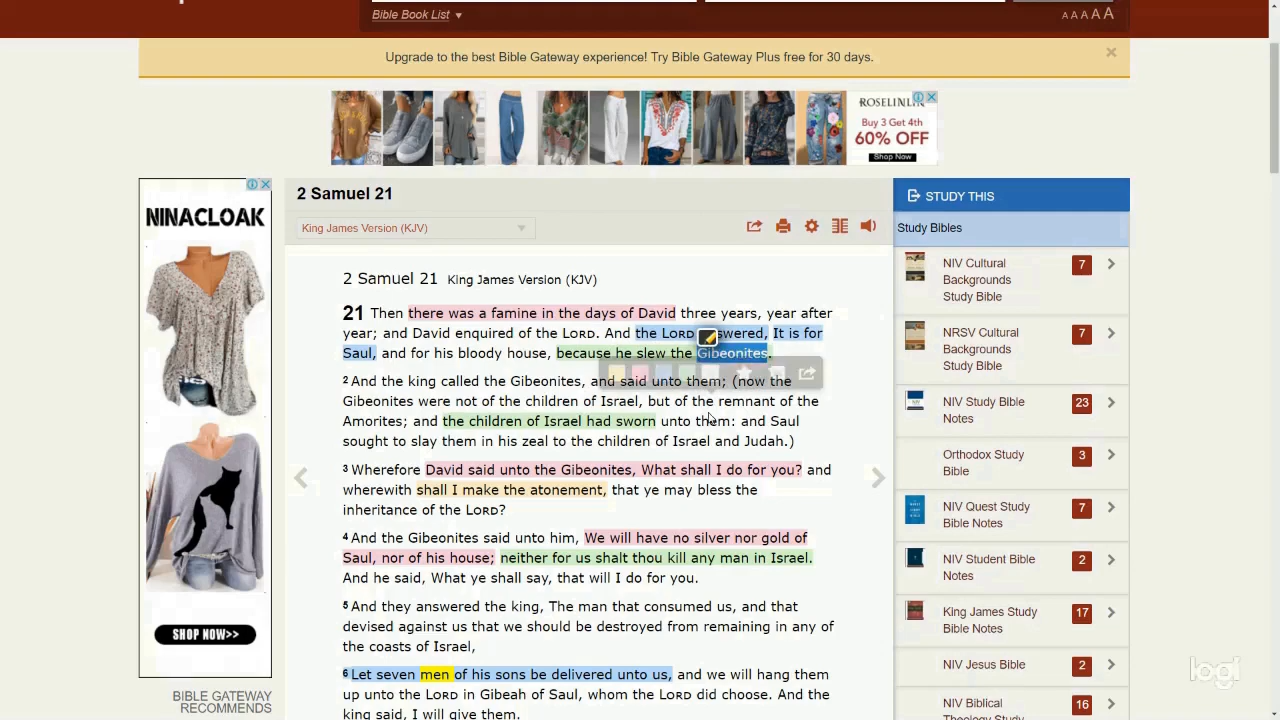 Bible Book List
A A A A A
Upgrade to the best Bible Gateway experience! Try Bible Gateway Plus free for 30 days.
ROSELINLIN
Buy 3 Get 4th
60% OFF
Shop Now
NINACLOAK
SHOP NOW>>
BIBLE GATEWAY
RECOMMENDS
2 Samuel 21
King James Version (KJV)
2 Samuel 21 King James Version (KJV)
21 Then there was a famine in the days of David three years, year after
year; and David enquired of the LORD. And the LORD answered, It is for
Saul, and for his bloody house, because he slew the Gibeonites.
2 And the king called the Gibeonites, and said unto them; (now the
Gibeonites were not of the children of Israel, but of the remnant of the
Amorites; and the children of Israel had sworn unto them: and Saul
sought to slay them in his zeal to the children of Israel and Judah.)
3 Wherefore David said unto the Gibeonites, What shall I do for you? and
wherewith shall I make the atonement, that ye may bless the
inheritance of the LORD?
4 And the Gibeonites said unto him, We will have no silver nor gold of
Saul, nor of his house; neither for us shalt thou kill any man in Israel.
And he said, What ye shall say, that will I do for you.
5 And they answered the king, The man that consumed us, and that
devised against us that we should be destroyed from remaining in any of
the coasts of Israel,
6 Let seven men of his sons be delivered unto us, and we will hang them
up unto the LORD in Gibeah of Saul, whom the LORD did choose. And the
king said, I will give them.
STUDY THIS
Study Bibles
NIV Cultural
Backgrounds
Study Bible
7
NRSV Cultural
Backgrounds
Study Bible
7
NIV Study Bible
Notes
23
Orthodox Study
Bible
3
NIV Quest Study
Bible Notes
7
NIV Student Bible
Notes
2
King James Study
Bible Notes
17
NIV Jesus Bible
2
NIV Biblical
Theology Study
16
logi